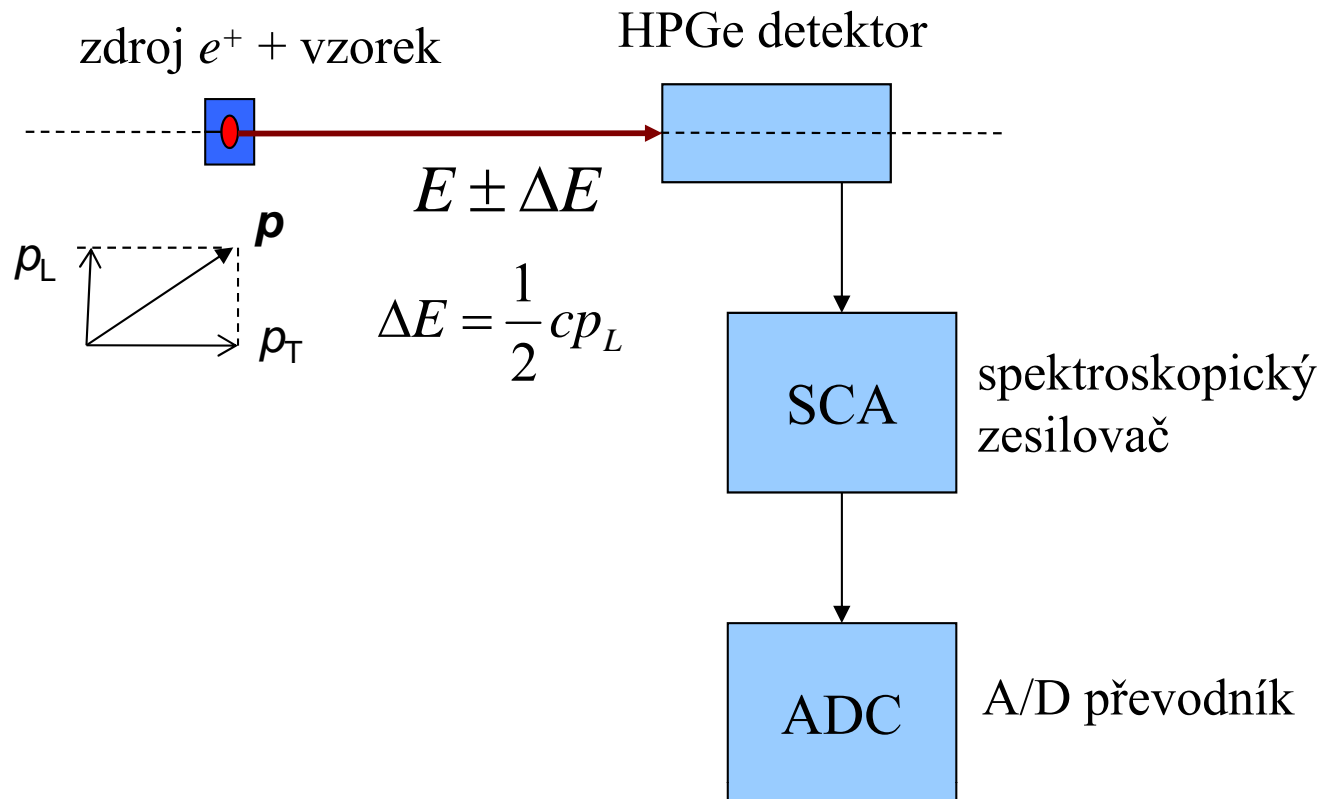 zdroj e⁺ + vzorek
HPGe detektor
E ± ΔE
p
p_L
ΔE = 1/2 cp_L
p_T
SCA
spektroskopický
zesilovač
ADC
A/D převodník